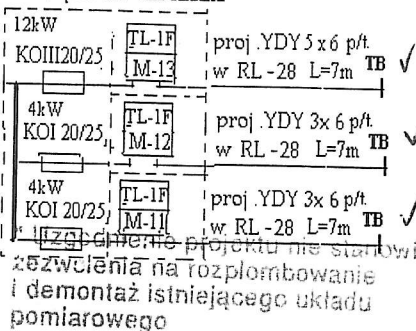 12kW
KOIII20/25
TL-1F
M-13
proj .YDY 5 x 6 p/t.
w RL -28 L=7m TB
4kW
KOI 20/25
TL-1F
M-12
proj .YDY 3x 6 p/t.
w RL -28 L=7m TB
4kW
KOI 20/25
TL-1F
M-11
proj .YDY 3x 6 p/t.
w RL -28 L=7m TB
* Uzgodnienie projektu nie stanowi
zezwolenia na rozplombowanie
i demontaż istniejącego układu
pomiarowego